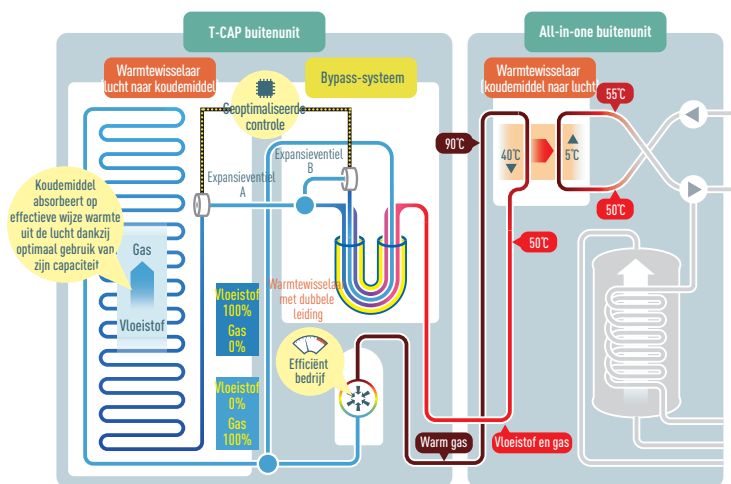 T-CAP buitenunit
All-in-one buitenunit
Warmtewisselaar
(lucht naar koudemiddel)
Bypass-systeem
Warmtewisselaar
(koudemiddel naar lucht)
Geoptimaliseerde
controle
Expansieventiel
A
Expansieventiel
B
90℃
40℃
5℃
55℃
50℃
50℃
Koudemiddel
absorbeert op
effectieve wijze warmte
uit de lucht dankzij
optimaal gebruik van
zijn capaciteit
Gas
Vloeistof
Warmtewisselaar
met dubbele
leiding
Vloeistof
100%
Gas
0%
Efficiënt
bedrijf
Vloeistof
0%
Gas
100%
Warm gas
Vloeistof en gas